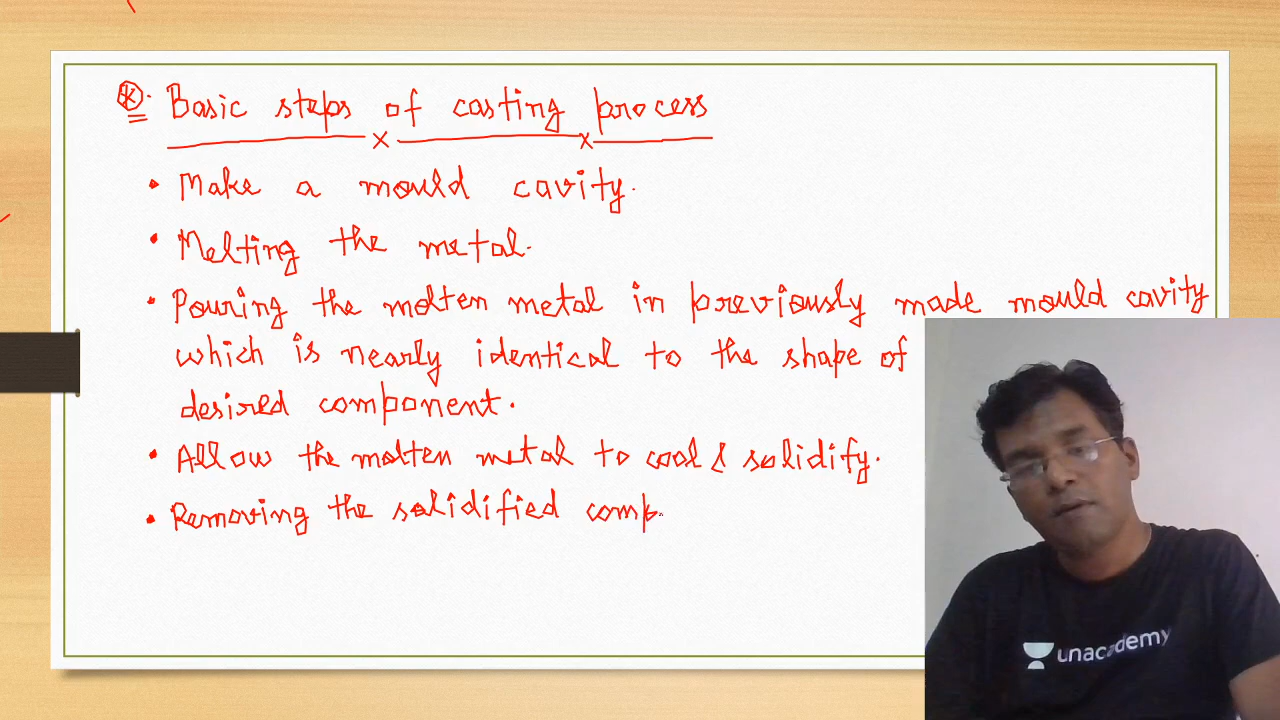 * Basic steps of casting process
• Make a mould cavity.
• Melting the metal.
• Pouring the molten metal in previously made mould cavity
which is nearly identical to the shape of
desired component.
• Allow the molten metal to cool & solidify.
• Removing the solidified comp
unacademy